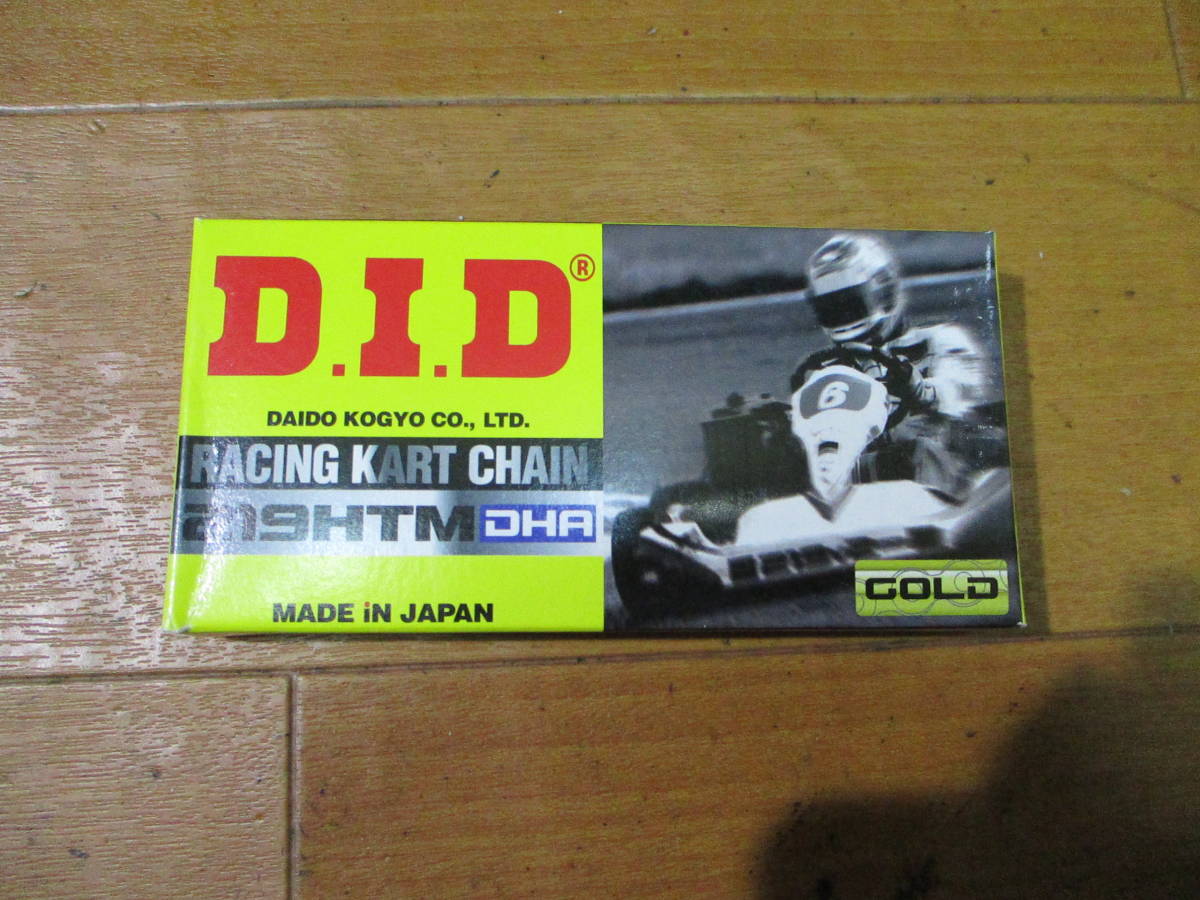 D.I.D®
DAIDO KOGYO CO., LTD.
RACING KART CHAIN
219HTM DHA
MADE iN JAPAN
6
GOLD